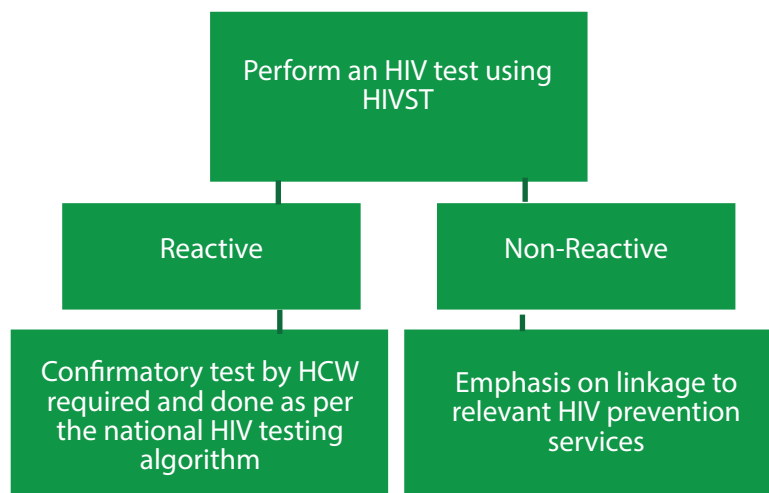 Perform an HIV test using
HIVST
Reactive
Non-Reactive
Confirmatory test by HCW
required and done as per
the national HIV testing
algorithm
Emphasis on linkage to
relevant HIV prevention
services